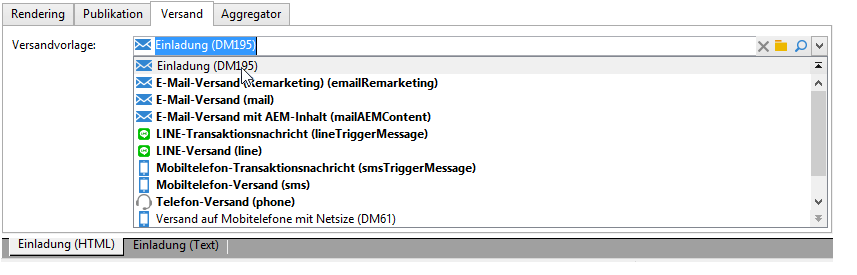 Rendering Publikation Versand Aggregator
Versandvorlage: Einladung (DM195)
Einladung (DM195)
E-Mail-Versand (Remarketing) (emailRemarketing)
E-Mail-Versand (mail)
E-Mail-Versand mit AEM-Inhalt (mailAEMContent)
LINE-Transaktionsnachricht (lineTriggerMessage)
LINE-Versand (line)
Mobiltelefon-Transaktionsnachricht (smsTriggerMessage)
Mobiltelefon-Versand (sms)
Telefon-Versand (phone)
Versand auf Mobitelefone mit Netsize (DM61)
Einladung (HTML) Einladung (Text)